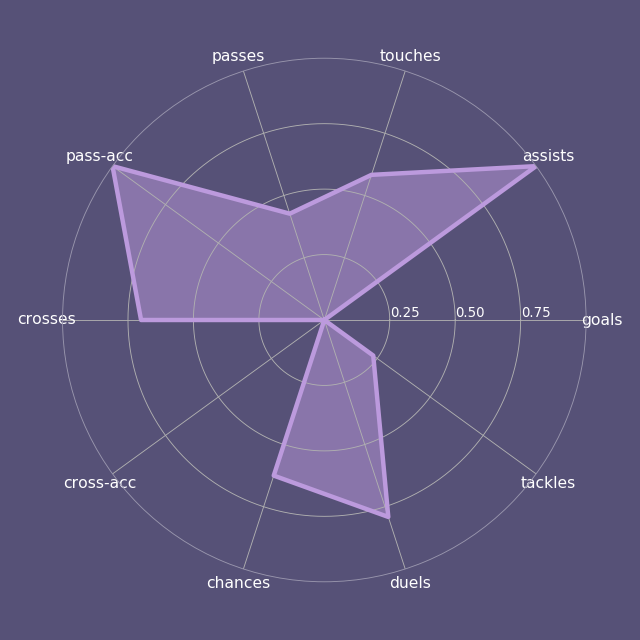 passes
touches
pass-acc
assists
crosses
0.25
0.50
0.75
goals
cross-acc
tackles
chances
duels